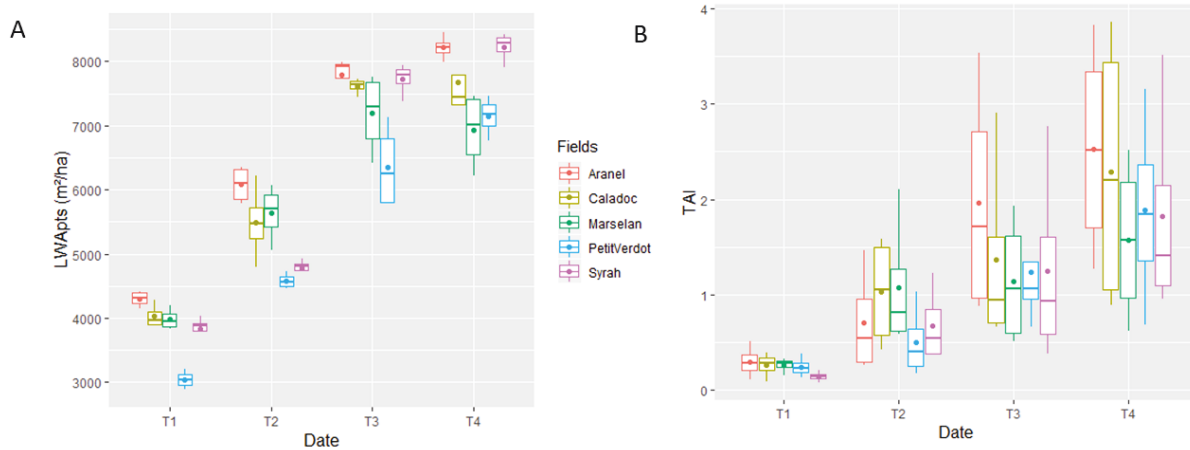 A
LWApts (m²/ha)
8000
7000
6000
5000
4000
3000
T1 T2 T3 T4
Date
Fields
Aranel
Caladoc
Marselan
PetitVerdot
Syrah
B
TAI
4
3
2
1
0
T1 T2 T3 T4
Date